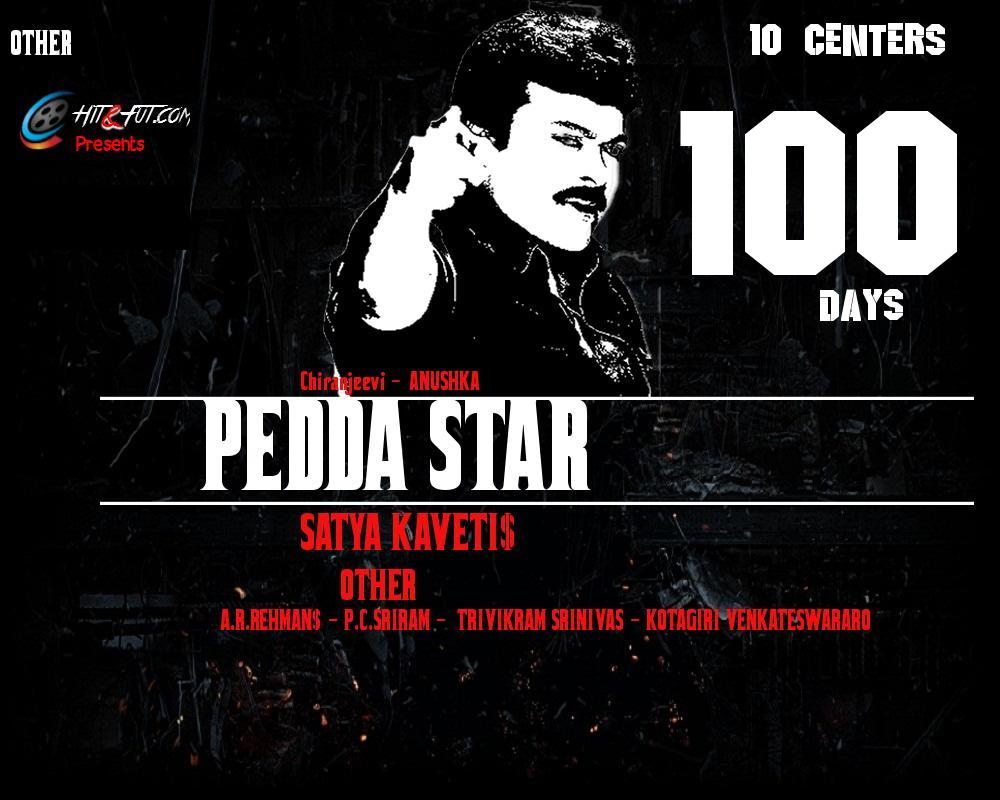 OTHER
10 CENTERS
HIT&FUT.COM
Presents
100
DAYS
Chiranjeevi - ANUSHKA
PEDDA STAR
SATYA KAVETI$
OTHER
A.R.REHMAN$ - P.C.SRIRAM - TRIVIKRAM SRINIVAS - KOTAGIRI VENKATESWARARO